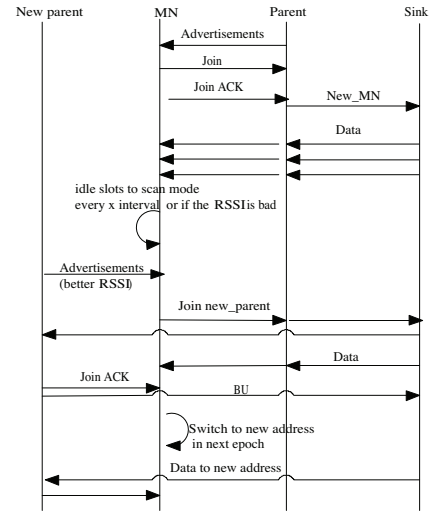 New parent MN Parent Sink
Advertisements
Join
Join ACK
New_MN
Data
idle slots to scan mode
every x interval or if the RSSI is bad
Advertisements
(better RSSI)
Join new_parent
Data
Join ACK
BU
Switch to new address
in next epoch
Data to new address